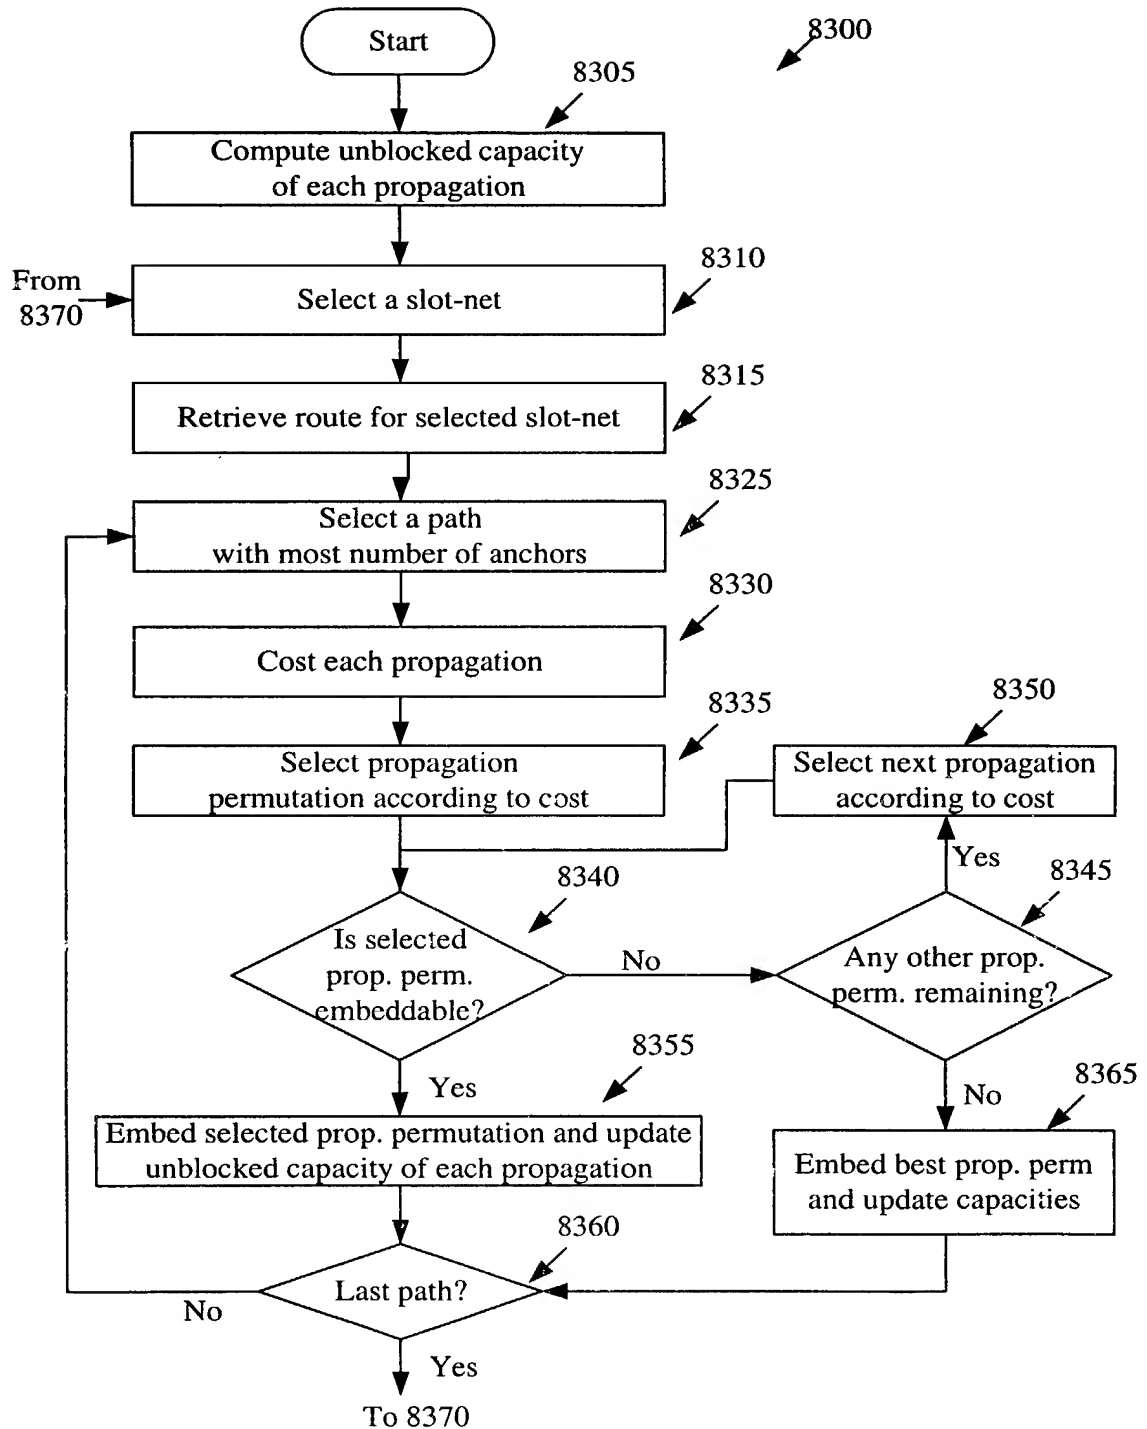 Start
8300
8305
Compute unblocked capacity
of each propagation
8310
From
8370
Select a slot-net
8315
Retrieve route for selected slot-net
8325
Select a path
with most number of anchors
8330
Cost each propagation
8335
Select propagation
permutation according to cost
8350
Select next propagation
according to cost
Yes
8340
Is selected
prop. perm.
embeddable?
No
8345
Any other prop.
perm. remaining?
Yes
8355
Embed selected prop. permutation and update
unblocked capacity of each propagation
No
8365
Embed best prop. perm
and update capacities
8360
Last path?
No
Yes
To 8370